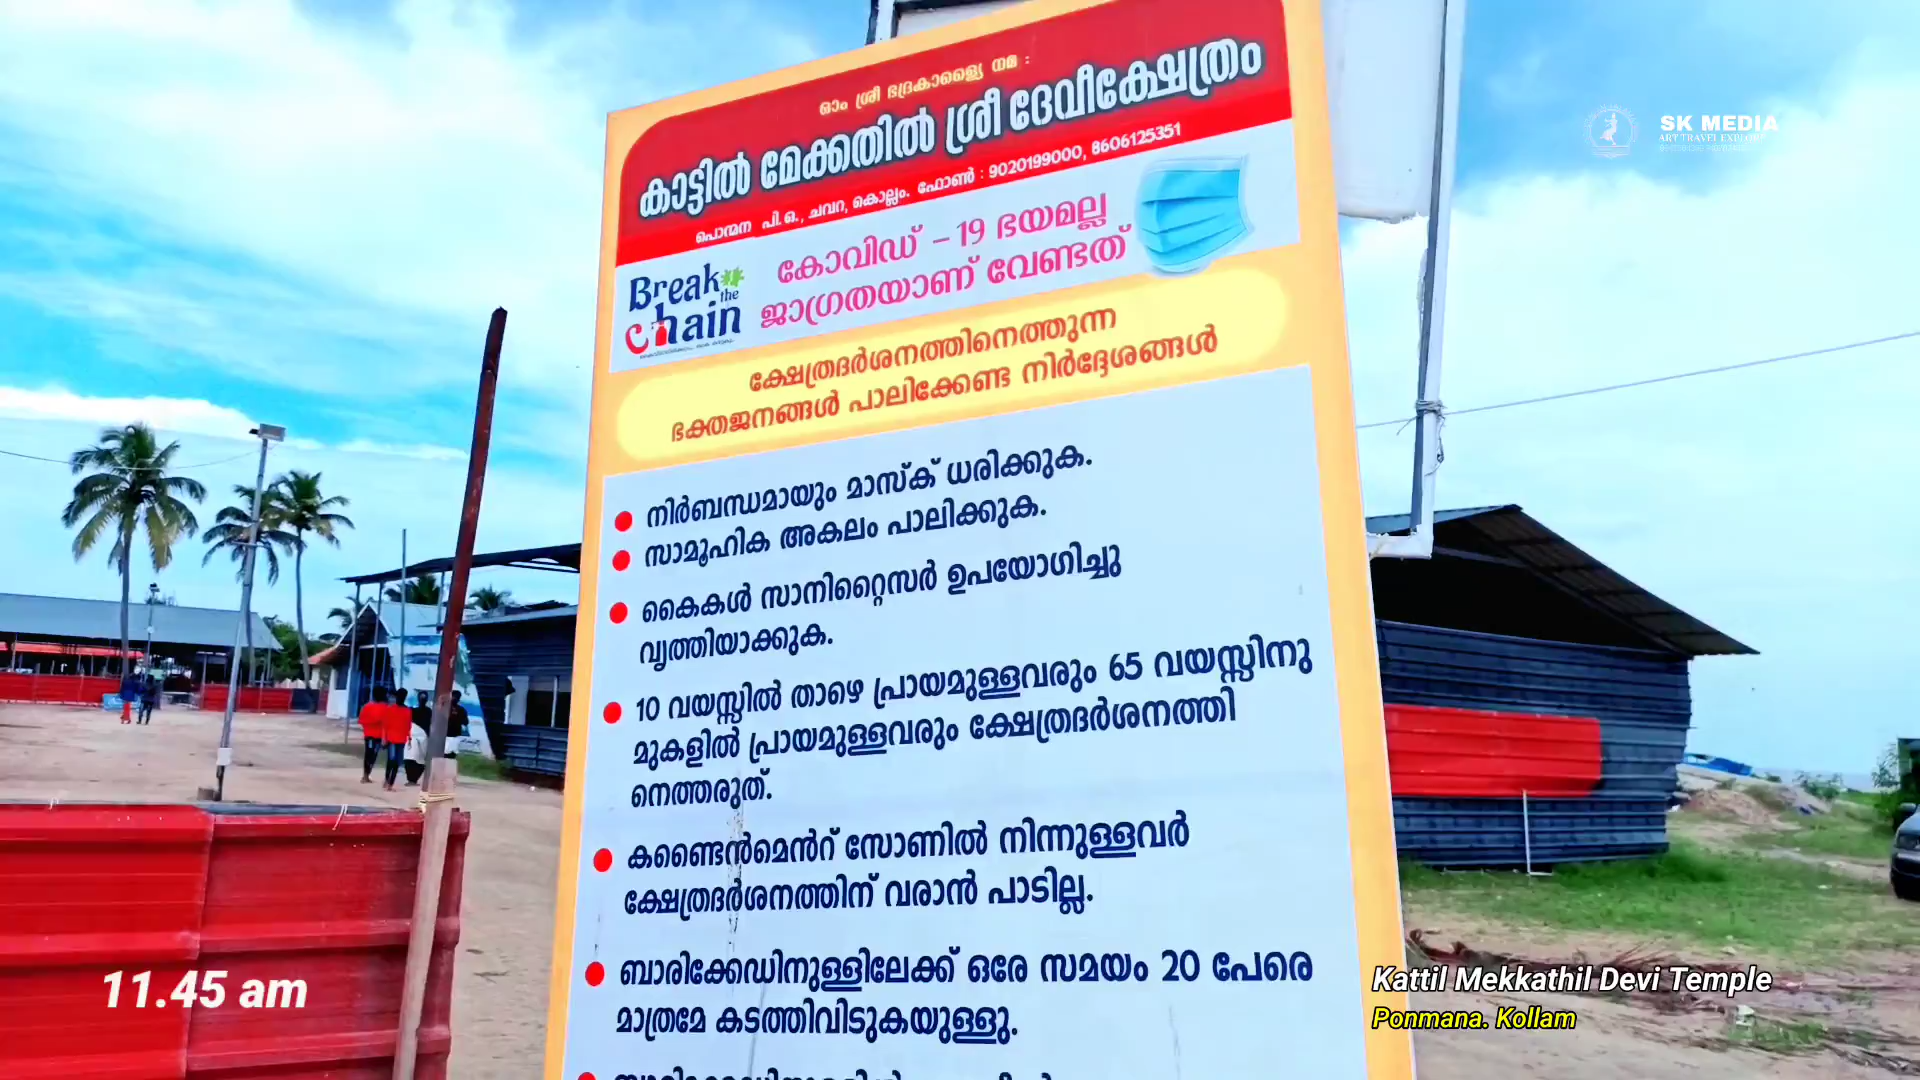 ഓം ശ്രീ ഭദ്രകാള്യൈ നമ :
കാട്ടിൽ മേക്കതിൽ ശ്രീ ദേവീക്ഷേത്രം
പൊന്മന പി.ഒ., ചവറ, കൊല്ലം. ഫോൺ : 9020199000, 8606125351
Break the Chain
കോവിഡ് – 19 ഭയമല്ല
ജാഗ്രതയാണ് വേണ്ടത്
ക്ഷേത്രദർശനത്തിനെത്തുന്ന
ഭക്തജനങ്ങൾ പാലിക്കേണ്ട നിർദ്ദേശങ്ങൾ
നിർബന്ധമായും മാസ്ക് ധരിക്കുക.
സാമൂഹിക അകലം പാലിക്കുക.
കൈകൾ സാനിറ്റൈസർ ഉപയോഗിച്ചു
വൃത്തിയാക്കുക.
10 വയസ്സിൽ താഴെ പ്രായമുള്ളവരും 65 വയസ്സിനു
മുകളിൽ പ്രായമുള്ളവരും ക്ഷേത്രദർശനത്തി
നെത്തരുത്.
കണ്ടൈൻമെൻറ് സോണിൽ നിന്നുള്ളവർ
ക്ഷേത്രദർശനത്തിന് വരാൻ പാടില്ല.
ബാരിക്കേഡിനുള്ളിലേക്ക് ഒരേ സമയം 20 പേരെ
മാത്രമേ കടത്തിവിടുകയുള്ളു.
SK MEDIA
ART TRAVEL EXPLORE
11.45 am
Kattil Mekkathil Devi Temple
Ponmana. Kollam